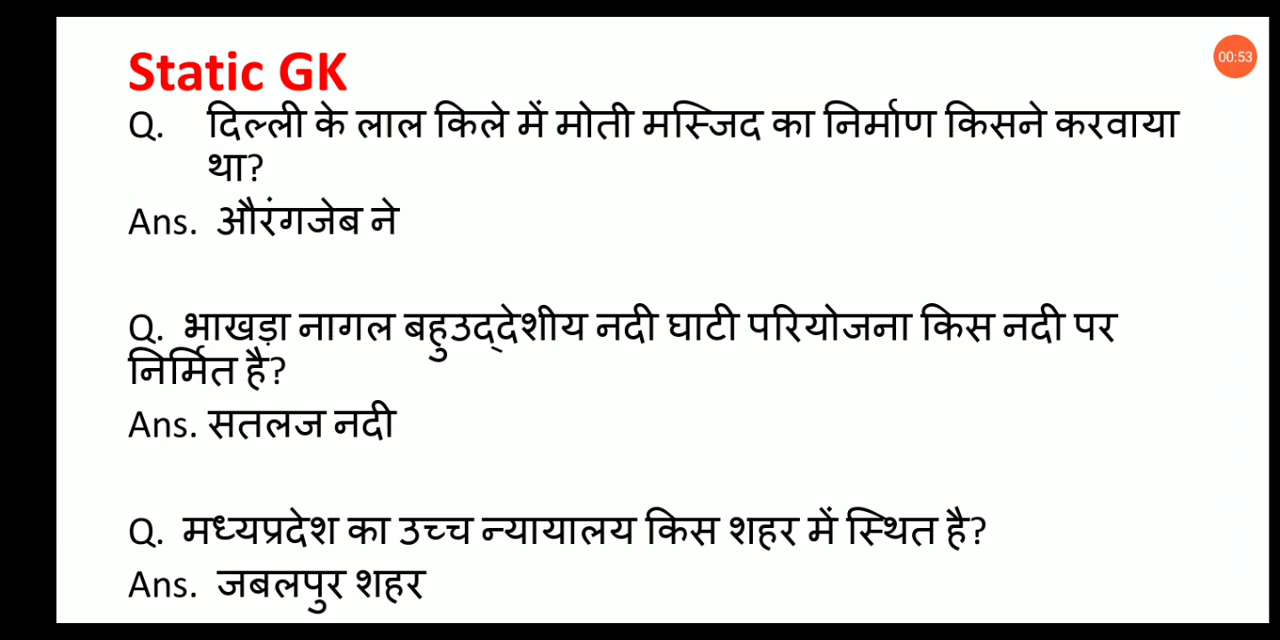 Static GK
00:53
Q. दिल्ली के लाल किले में मोती मस्जिद का निर्माण किसने करवाया
था?
Ans. औरंगजेब ने
Q. भाखड़ा नागल बहुउद्देशीय नदी घाटी परियोजना किस नदी पर
निर्मित है?
Ans. सतलज नदी
Q. मध्यप्रदेश का उच्च न्यायालय किस शहर में स्थित है?
Ans. जबलपुर शहर